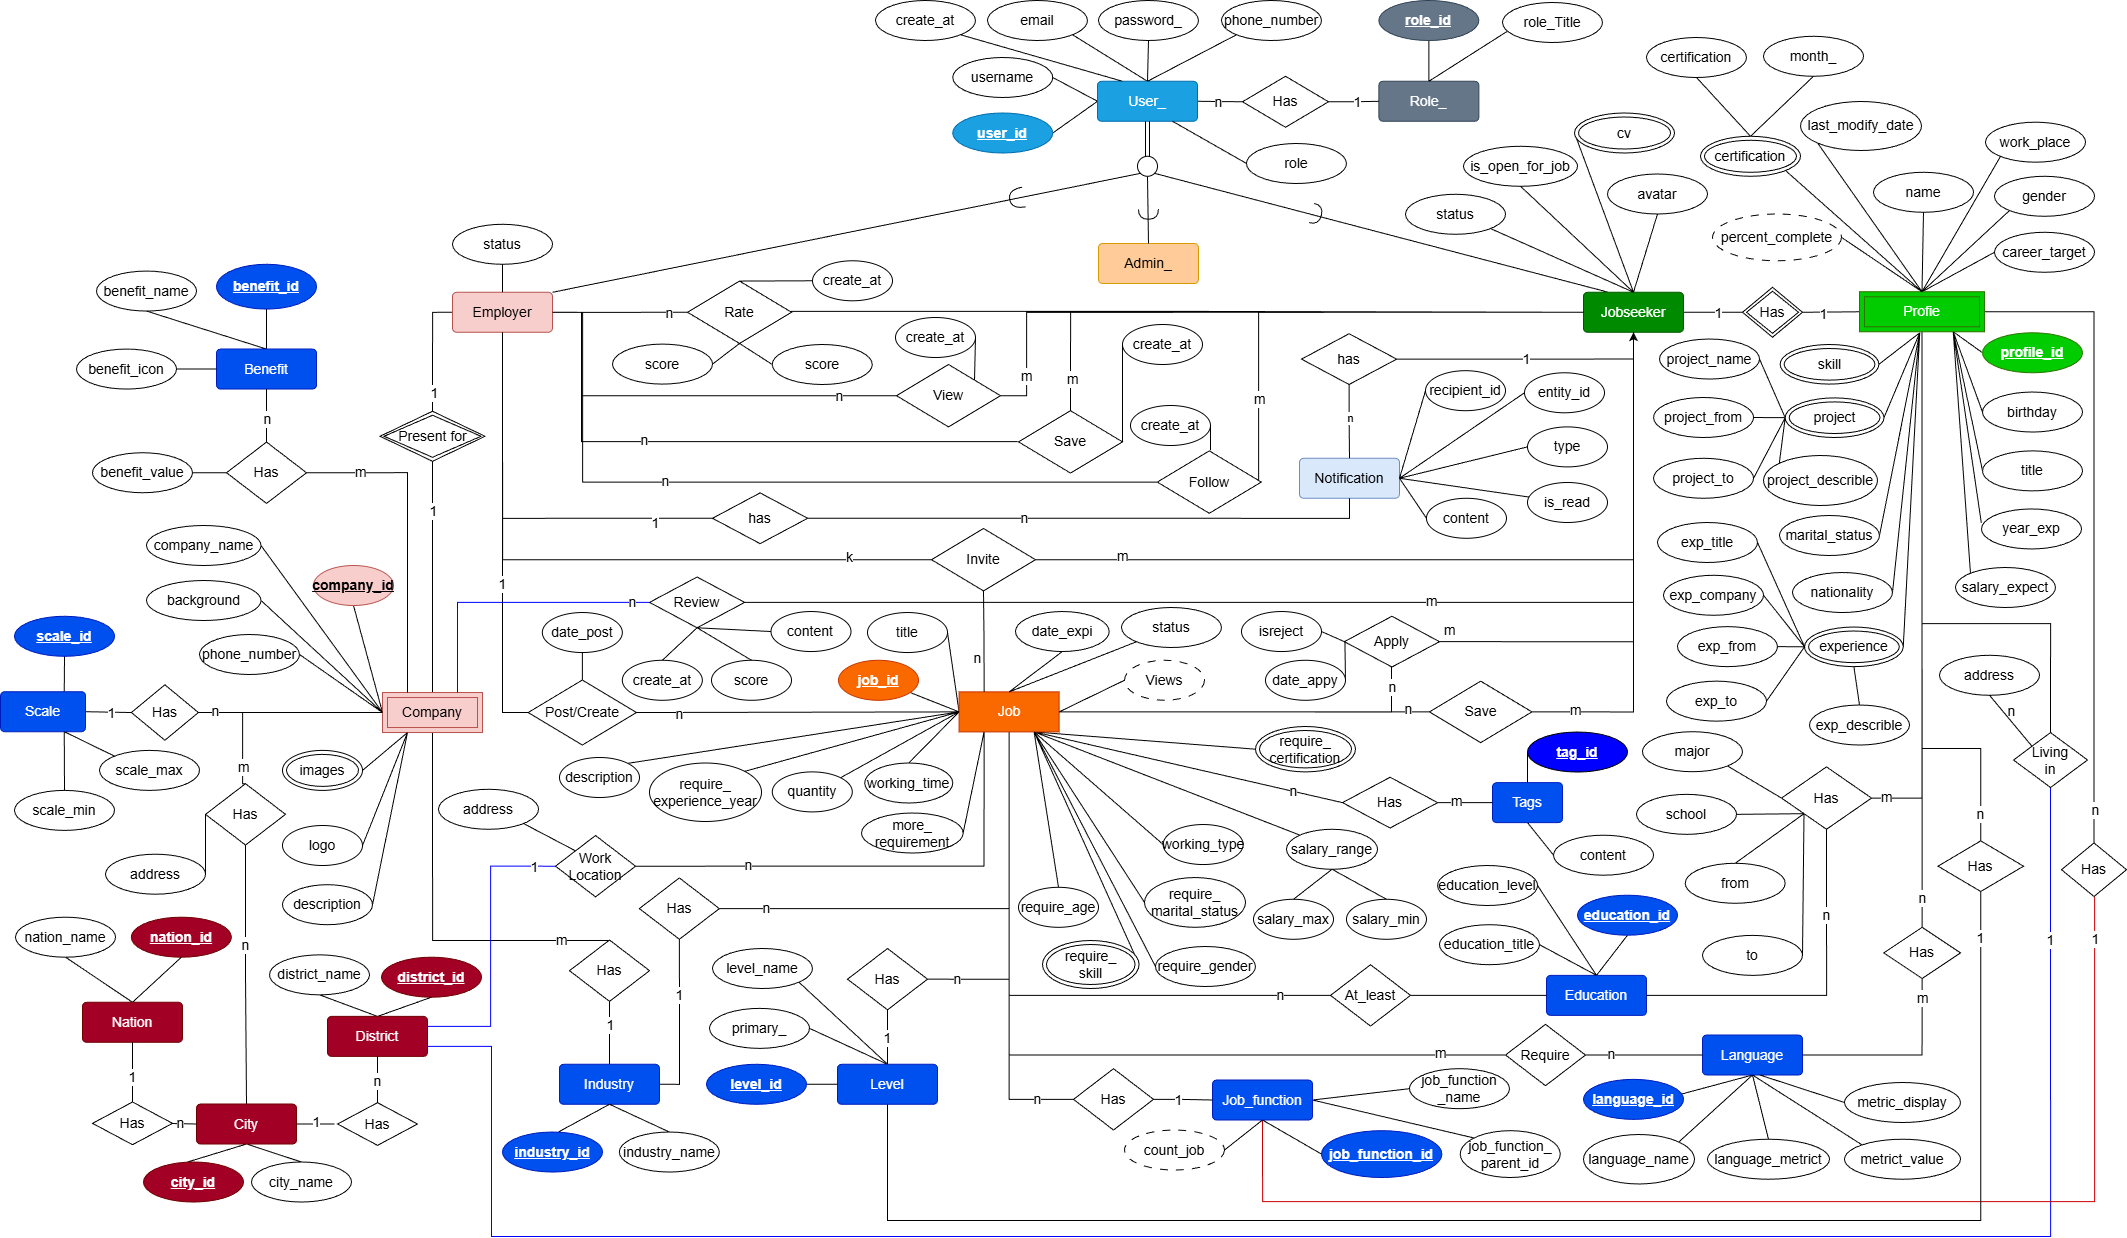 create_at
email
password_
phone_number
role_id
role_Title
username
User_
n
Has
1
Role_
user_id
role
certification
month_
certification
last_modify_date
work_place
name
gender
percent_complete
career_target
cv
is_open_for_job
avatar
status
status
Admin_
Employer
n
Rate
create_at
score
score
Jobseeker
1
Has
1
Profie
profile_id
benefit_name
benefit_id
benefit_icon
Benefit
n
benefit_value
Has
m
1
Present for
1
create_at
n
View
m
create_at
n
Save
m
create_at
n
Follow
m
has
1
n
recipient_id
entity_id
type
is_read
content
Notification
1
has
n
k
Invite
m
n
project_name
skill
project_from
project
project_to
project_describle
birthday
title
year_exp
salary_expect
marital_status
nationality
exp_title
exp_company
exp_from
experience
exp_to
exp_describle
company_name
company_id
background
phone_number
scale_id
Scale
1
Has
n
Company
scale_max
scale_min
m
Has
address
images
logo
description
n
n
Review
m
content
create_at
score
1
date_post
Post/Create
n
title
job_id
Job
date_expi
status
Views
isreject
Apply
m
date_appy
n
n
Save
m
description
require_
experience_year
quantity
working_time
more_
requirement
address
Work
Location
1
n
require_
certification
tag_id
n
Has
m
Tags
content
working_type
salary_range
salary_max
salary_min
require_age
require_
marital_status
require_
skill
require_gender
major
school
Has
m
from
to
n
address
n
Living
in
1
n
Has
1
n
Has
1
n
Has
m
education_level
education_id
education_title
Education
n
At_least
m
Require
n
Language
language_id
metric_display
language_name
language_metrict
metrict_value
nation_name
nation_id
Nation
1
Has
n
City
city_id
city_name
1
Has
n
district_name
district_id
District
m
Has
1
Has
n
1
Industry
industry_id
industry_name
level_name
primary_
level_id
Level
Has
n
1
n
Has
1
Job_function
job_function
_name
count_job
job_function_id
job_function_
parent_id